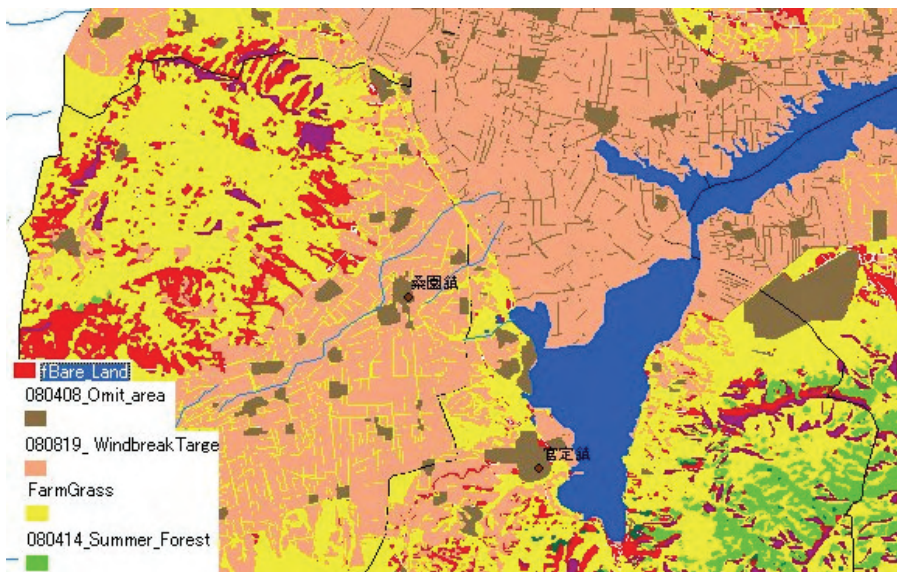 桑園鎮
官定鎮
fBare_Land
080408_Omit_area
080819_ WindbreakTarge
FarmGrass
080414_Summer_Forest